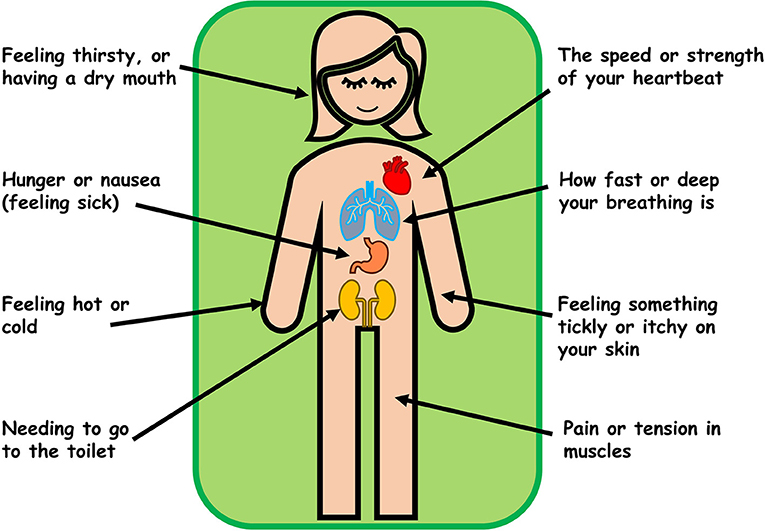 Feeling thirsty, or
having a dry mouth
The speed or strength
of your heartbeat
Hunger or nausea
(feeling sick)
How fast or deep
your breathing is
Feeling hot or
cold
Feeling something
tickly or itchy on
your skin
Needing to go
to the toilet
Pain or tension in
muscles